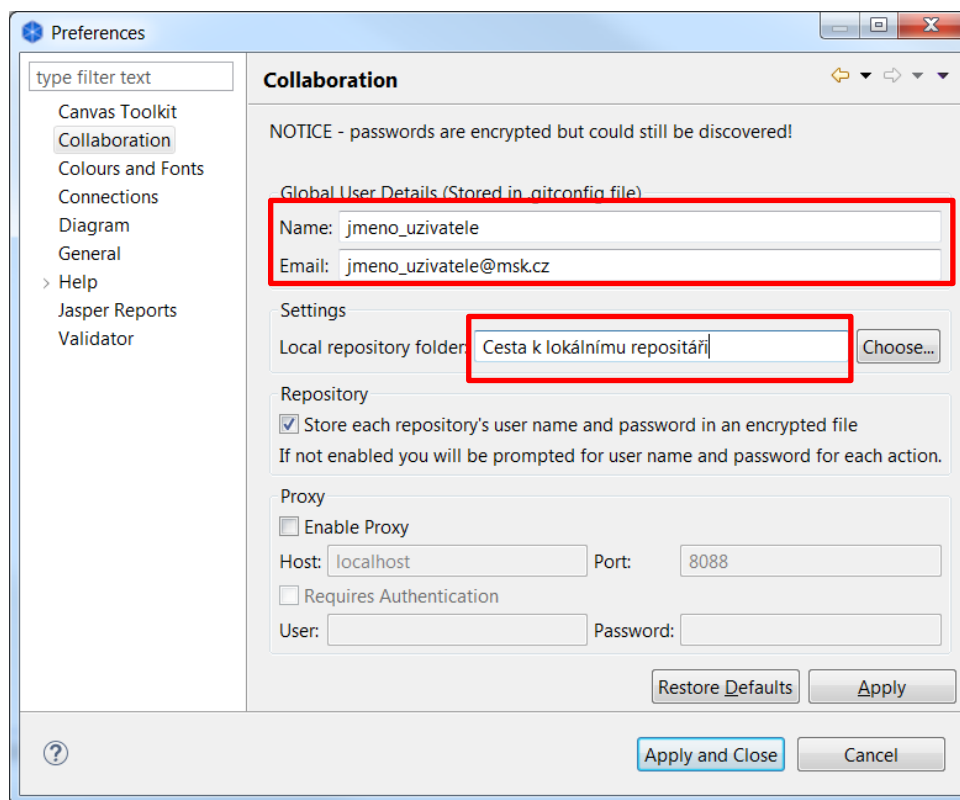 Preferences
type filter text
Canvas Toolkit
Collaboration
Colours and Fonts
Connections
Diagram
General
Help
Jasper Reports
Validator
Collaboration
NOTICE - passwords are encrypted but could still be discovered!
Global User Details (Stored in .gitconfig file)
Name: jmeno_uzivatele
Email: jmeno_uzivatele@msk.cz
Settings
Local repository folder: Cesta k lokálnímu repositáři Choose...
Repository
Store each repository's user name and password in an encrypted file
If not enabled you will be prompted for user name and password for each action.
Proxy
Enable Proxy
Host: localhost Port: 8088
Requires Authentication
User: Password:
Restore Defaults Apply
? Apply and Close Cancel